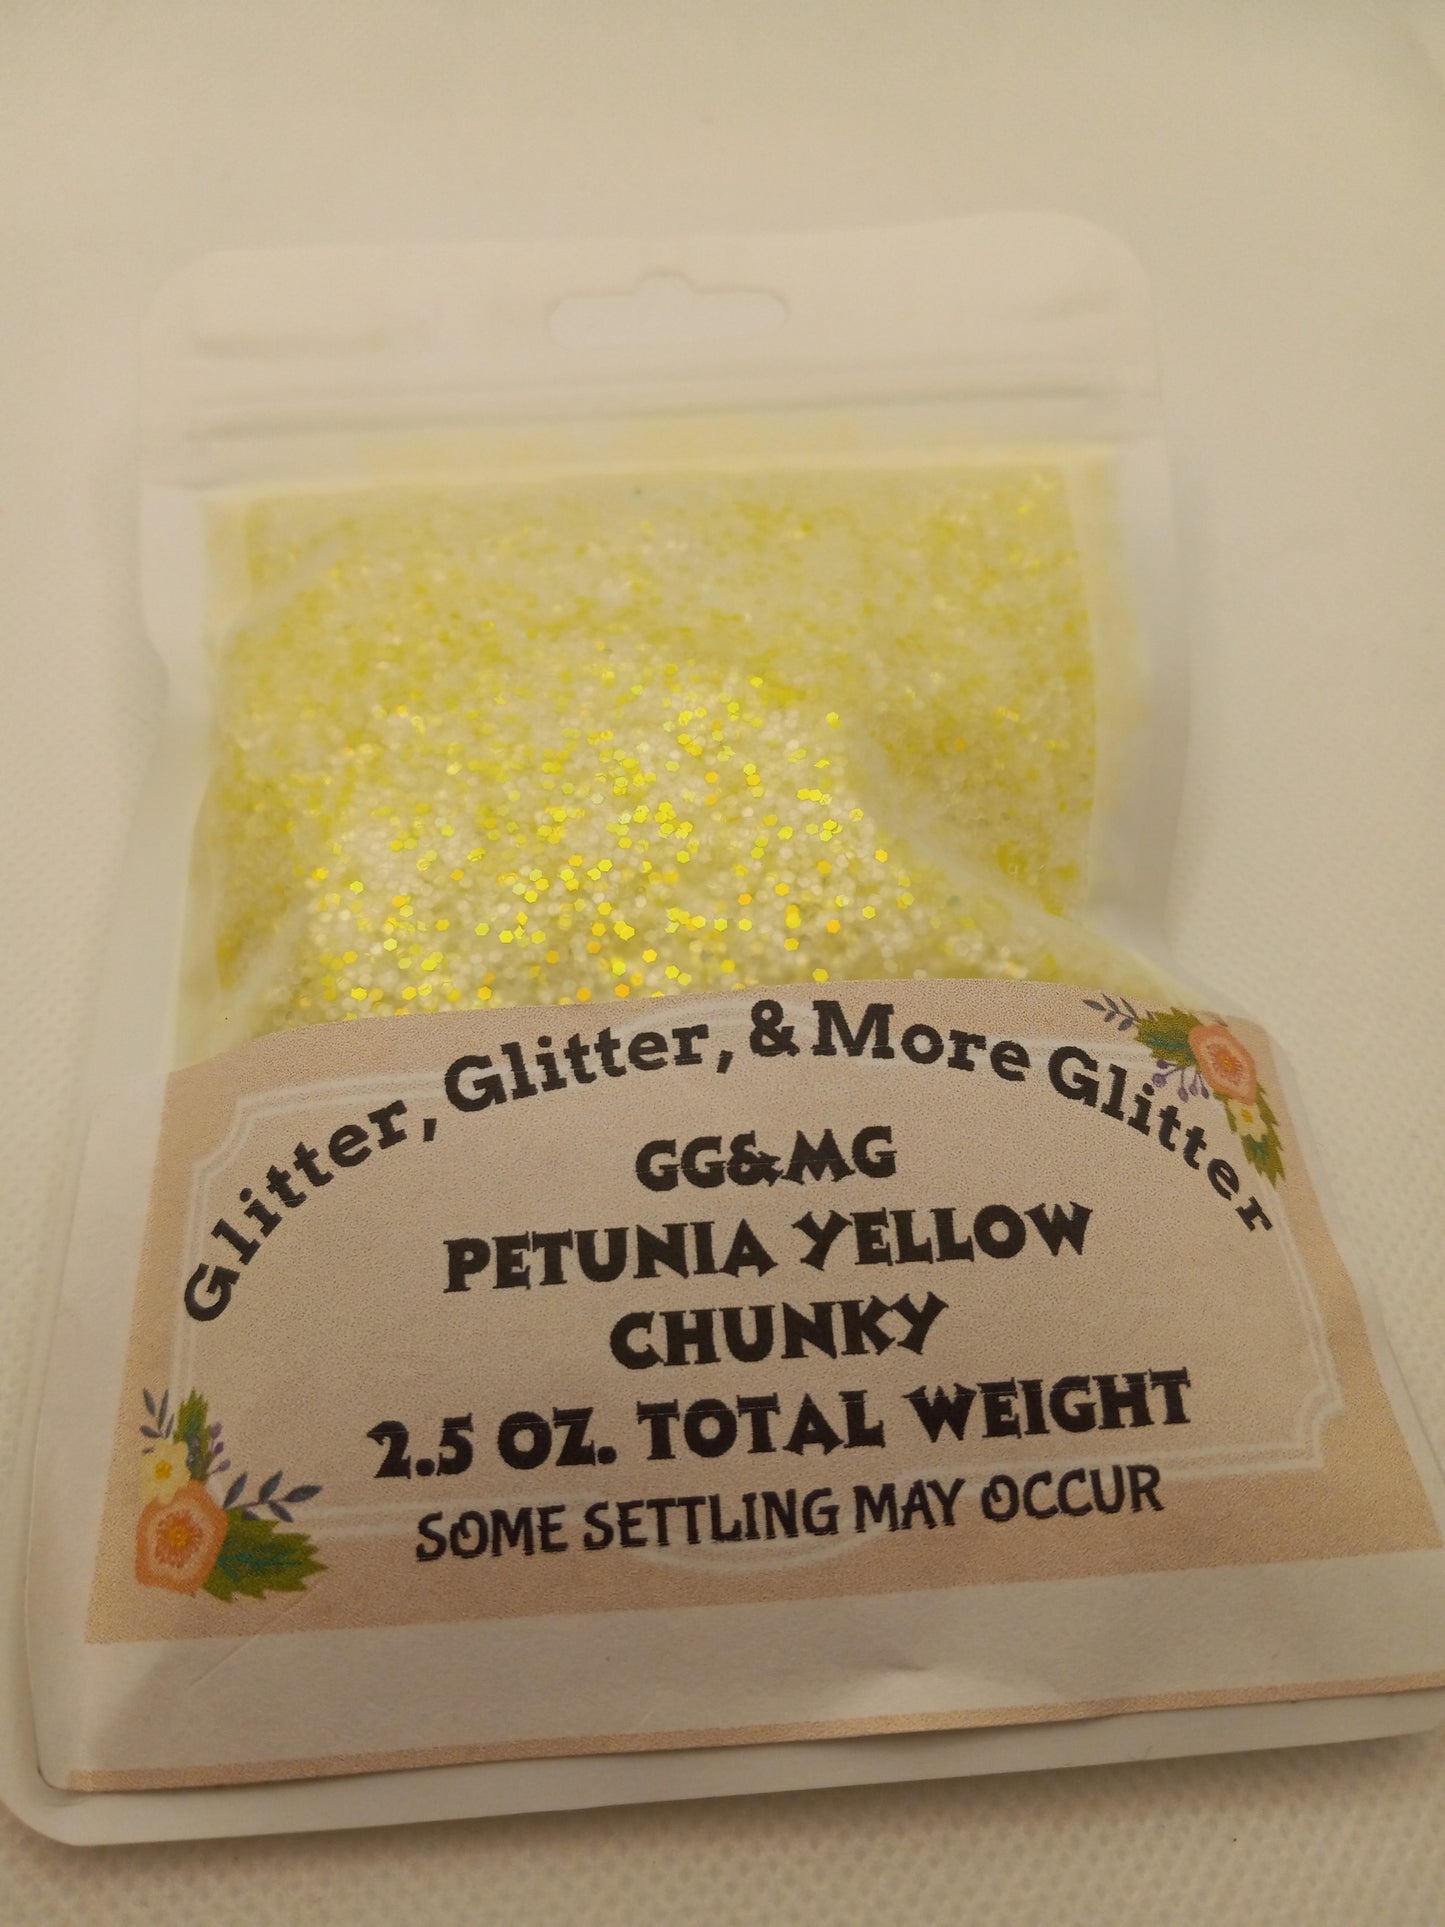 Glitter, Glitter, & More Glitter
GG&MG
PETUNIA YELLOW
CHUNKY
2.5 OZ. TOTAL WEIGHT
SOME SETTLING MAY OCCUR